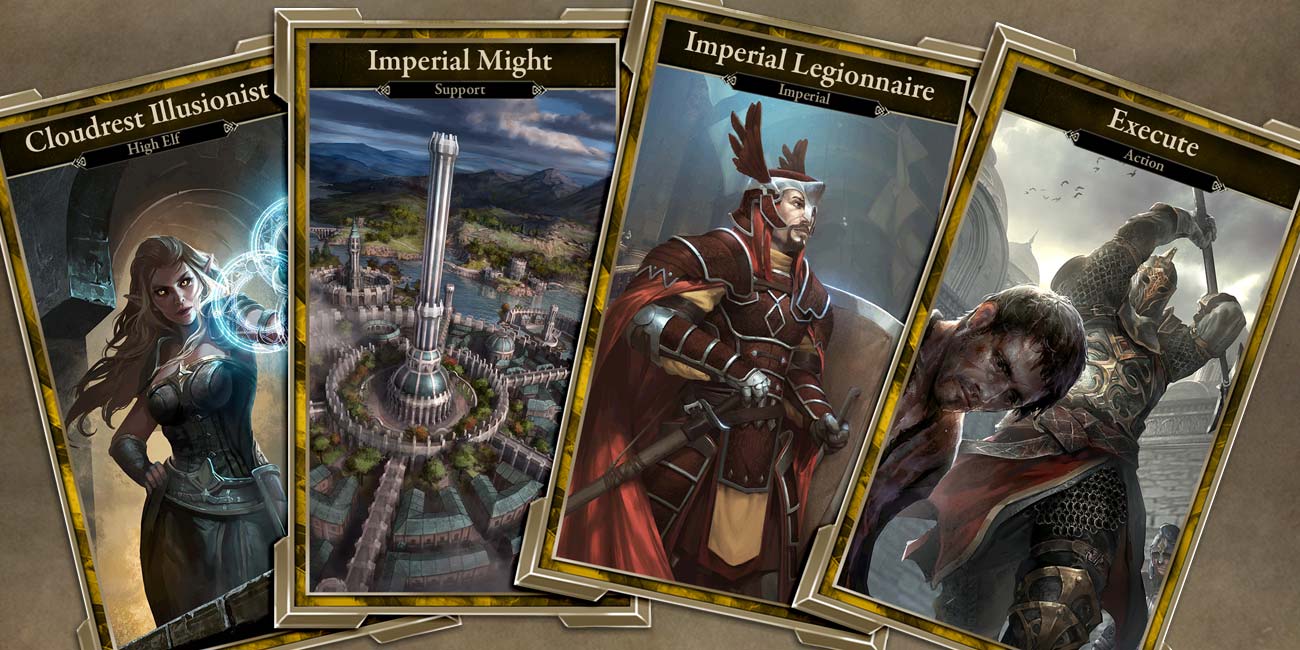 Cloudrest Illusionist
High Elf
Imperial Might
Support
Imperial Legionnaire
Imperial
Execute
Action